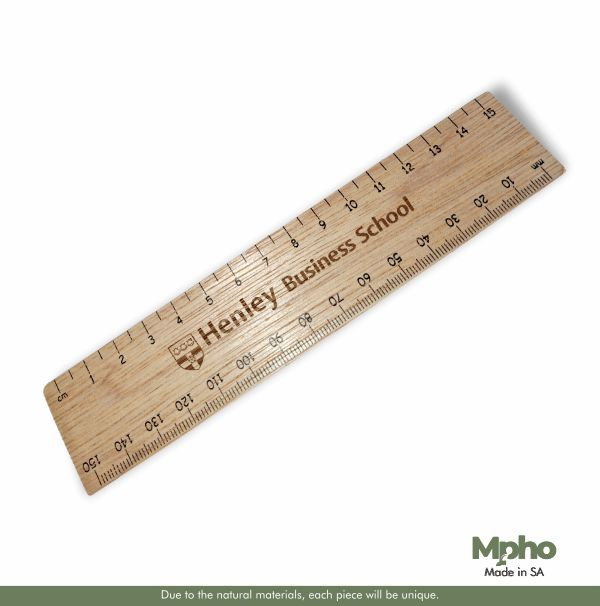 cm 1 2 3 4 5 6 7 8 9 10 11 12 13 14 15
Henley Business School
mm 10 20 30 40 50 60 70 80 90 100 110 120 130 140 150
Mpho
Made in SA
Due to the natural materials, each piece will be unique.